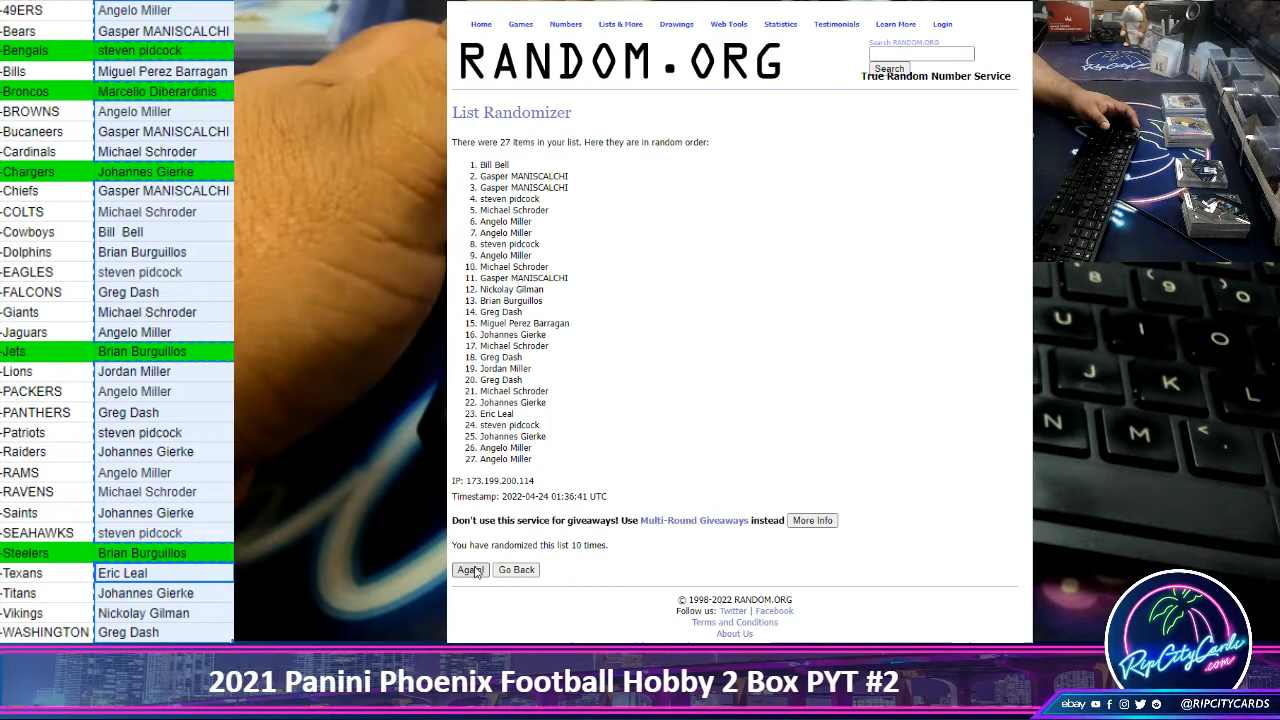 -49ERS Angelo Miller
-Bears Gasper MANISCALCHI
-Bengals steven pidcock
-Bills Miguel Perez Barragan
-Broncos Marcello Diberardinis
-BROWNS Angelo Miller
-Bucaneers Gasper MANISCALCHI
-Cardinals Michael Schroder
-Chargers Johannes Gierke
-Chiefs Gasper MANISCALCHI
-COLTS Michael Schroder
-Cowboys Bill Bell
-Dolphins Brian Burguillos
-EAGLES steven pidcock
-FALCONS Greg Dash
-Giants Michael Schroder
-Jaguars Angelo Miller
-Jets Brian Burguillos
-Lions Jordan Miller
-PACKERS Angelo Miller
-PANTHERS Greg Dash
-Patriots steven pidcock
-Raiders Johannes Gierke
-RAMS Angelo Miller
-RAVENS Michael Schroder
-Saints Johannes Gierke
-SEAHAWKS steven pidcock
-Steelers Brian Burguillos
-Texans Eric Leal
-Titans Johannes Gierke
-Vikings Nickolay Gilman
-WASHINGTON Greg Dash
Home Games Numbers Lists & More Drawings Web Tools Statistics Testimonials Learn More Login
RANDOM.ORG
Search RANDOM.ORG
Search
True Random Number Service
List Randomizer
There were 27 items in your list. Here they are in random order:
1. Bill Bell
2. Gasper MANISCALCHI
3. Gasper MANISCALCHI
4. steven pidcock
5. Michael Schroder
6. Angelo Miller
7. Angelo Miller
8. steven pidcock
9. Angelo Miller
10. Michael Schroder
11. Gasper MANISCALCHI
12. Nickolay Gilman
13. Brian Burguillos
14. Greg Dash
15. Miguel Perez Barragan
16. Johannes Gierke
17. Michael Schroder
18. Greg Dash
19. Jordan Miller
20. Greg Dash
21. Michael Schroder
22. Johannes Gierke
23. Eric Leal
24. steven pidcock
25. Johannes Gierke
26. Angelo Miller
27. Angelo Miller
IP: 173.199.200.114
Timestamp: 2022-04-24 01:36:41 UTC
Don't use this service for giveaways! Use Multi-Round Giveaways instead More Info
You have randomized this list 10 times.
Again! Go Back
© 1998-2022 RANDOM.ORG
Follow us: Twitter | Facebook
Terms and Conditions
About Us
U I
J K L
N M
2021 Panini Phoenix Football Hobby 2 Box PYT #2
RipCityCards
.com
ebay @RIPCITYCARDS